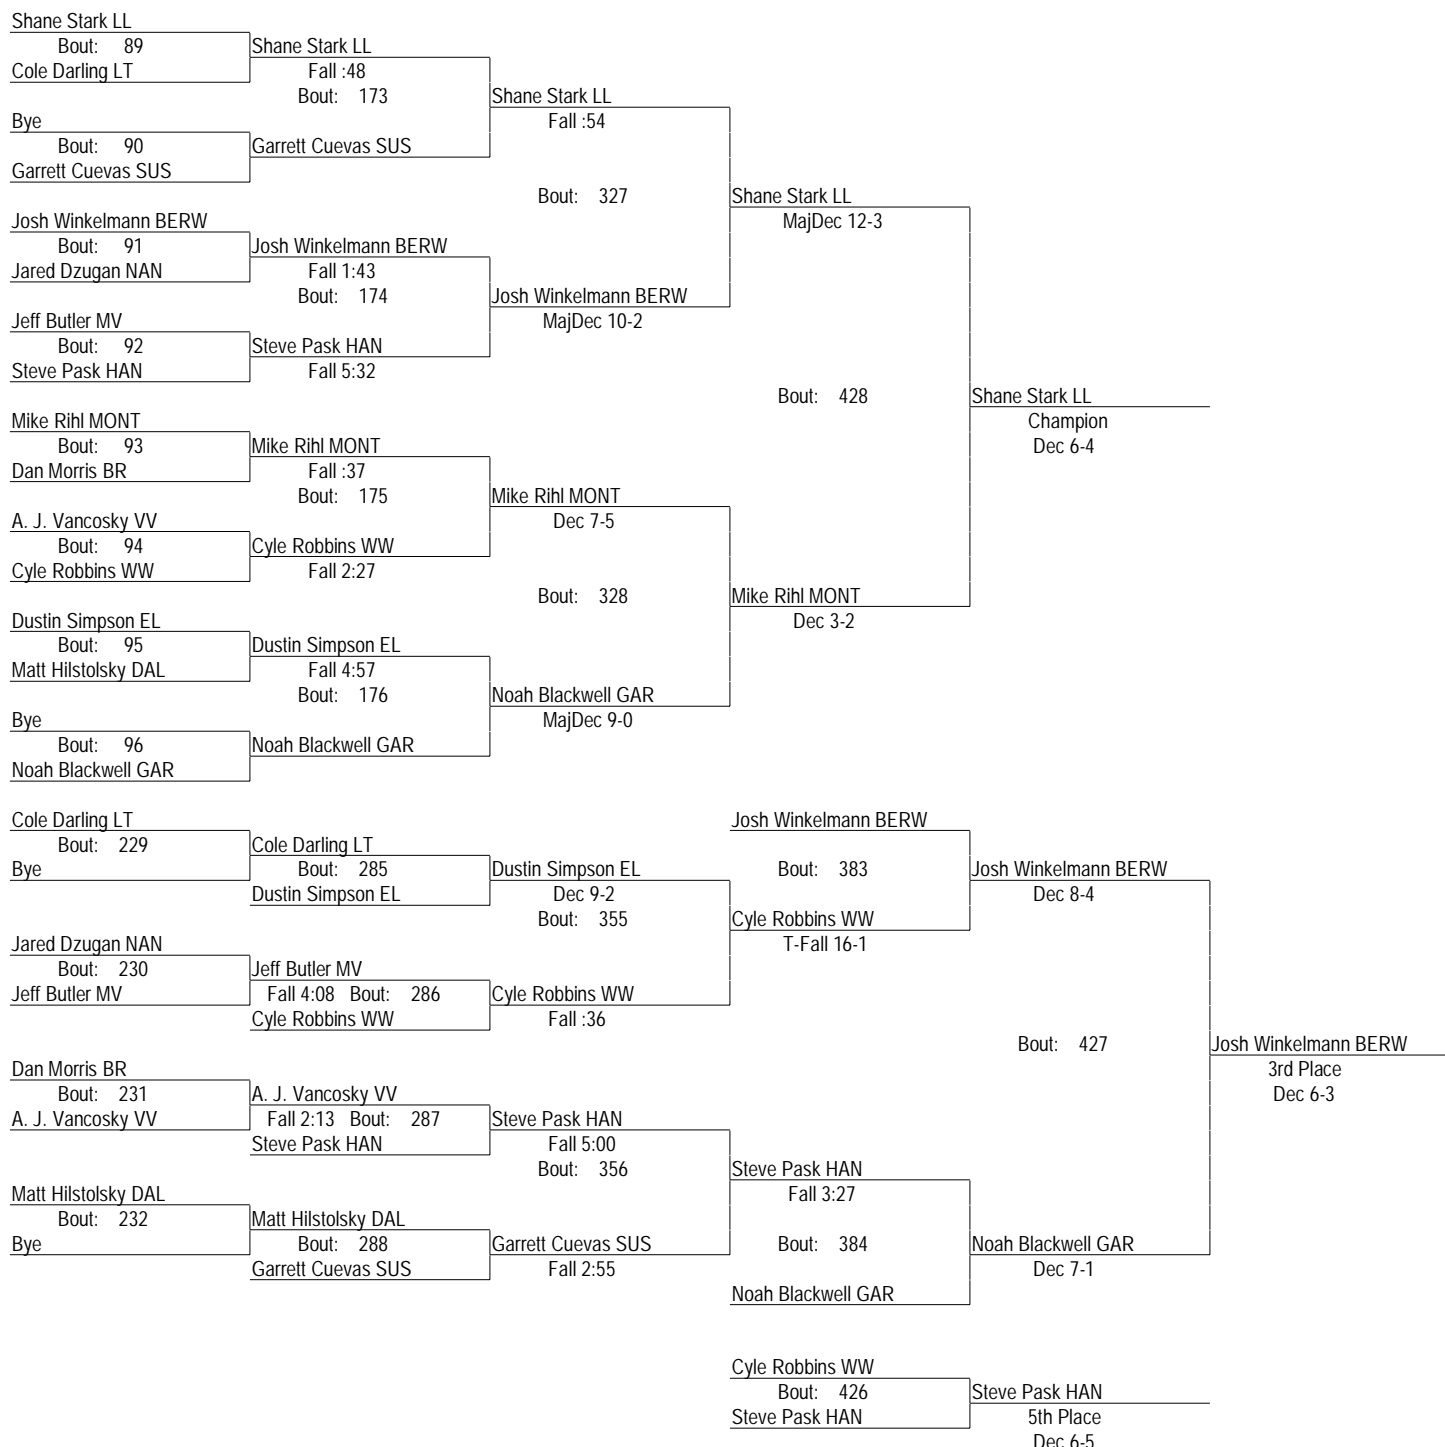 Shane Stark LL
Bout: 89
Shane Stark LL
Cole Darling LT
Fall :48
Bout: 173
Shane Stark LL
Bye
Fall :54
Bout: 90
Garrett Cuevas SUS
Garrett Cuevas SUS
Bout: 327
Shane Stark LL
Josh Winkelmann BERW
MajDec 12-3
Bout: 91
Josh Winkelmann BERW
Jared Dzugan NAN
Fall 1:43
Bout: 174
Josh Winkelmann BERW
Jeff Butler MV
MajDec 10-2
Bout: 92
Steve Pask HAN
Steve Pask HAN
Fall 5:32
Bout: 428
Shane Stark LL
Mike Rihl MONT
Champion
Bout: 93
Mike Rihl MONT
Dec 6-4
Dan Morris BR
Fall :37
Bout: 175
Mike Rihl MONT
A. J. Vancosky VV
Dec 7-5
Bout: 94
Cyle Robbins WW
Cyle Robbins WW
Fall 2:27
Bout: 328
Mike Rihl MONT
Dustin Simpson EL
Dec 3-2
Bout: 95
Dustin Simpson EL
Matt Hilstolsky DAL
Fall 4:57
Bout: 176
Noah Blackwell GAR
Bye
MajDec 9-0
Bout: 96
Noah Blackwell GAR
Noah Blackwell GAR
Cole Darling LT
Josh Winkelmann BERW
Bout: 229
Cole Darling LT
Bye
Bout: 285
Dustin Simpson EL
Bout: 383
Josh Winkelmann BERW
Dustin Simpson EL
Dec 9-2
Dec 8-4
Bout: 355
Cyle Robbins WW
Jared Dzugan NAN
T-Fall 16-1
Bout: 230
Jeff Butler MV
Jeff Butler MV
Fall 4:08 Bout: 286
Cyle Robbins WW
Cyle Robbins WW
Fall :36
Bout: 427
Josh Winkelmann BERW
Dan Morris BR
3rd Place
Bout: 231
A. J. Vancosky VV
Dec 6-3
A. J. Vancosky VV
Fall 2:13 Bout: 287
Steve Pask HAN
Steve Pask HAN
Fall 5:00
Bout: 356
Steve Pask HAN
Matt Hilstolsky DAL
Fall 3:27
Bout: 232
Matt Hilstolsky DAL
Bye
Bout: 288
Garrett Cuevas SUS
Bout: 384
Noah Blackwell GAR
Garrett Cuevas SUS
Fall 2:55
Dec 7-1
Noah Blackwell GAR
Cyle Robbins WW
Bout: 426
Steve Pask HAN
Steve Pask HAN
5th Place
Dec 6-5